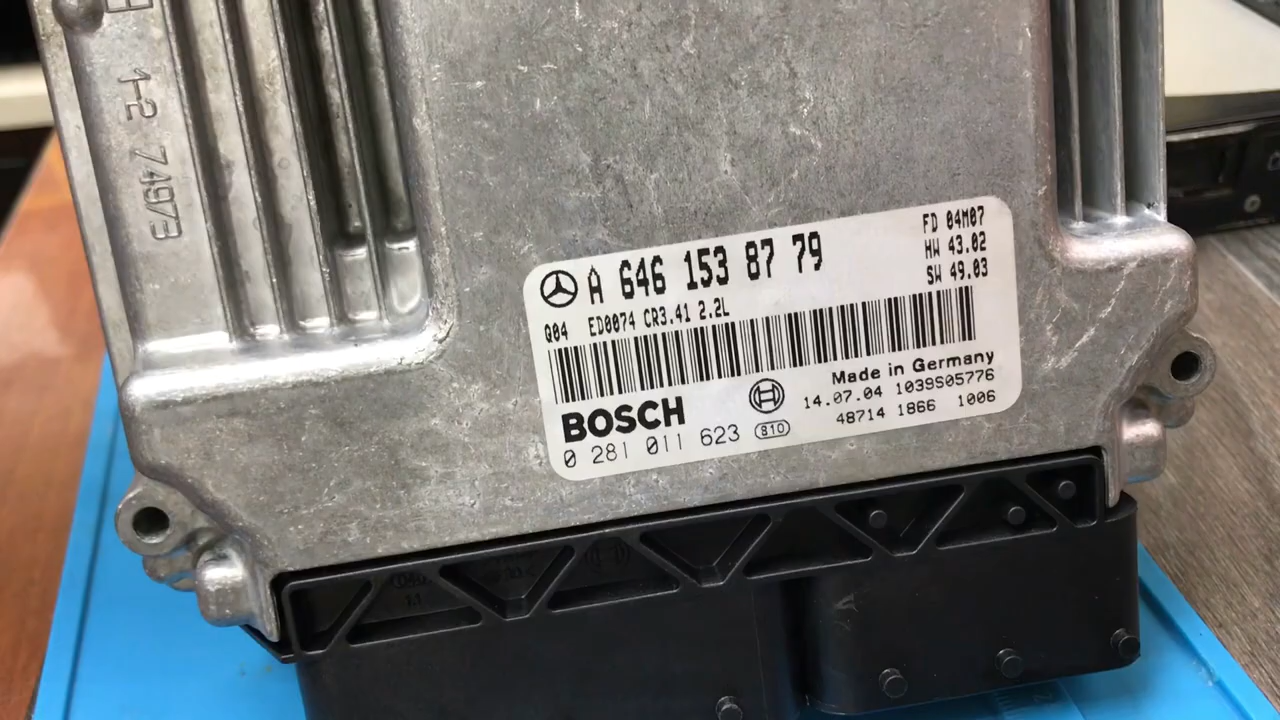 1-2 74973
A 646 153 87 79
FD 04M07
HW 43.02
SW 49.03
Q04 ED0074 CR3.41 2.2L
Made in Germany
BOSCH
14.07.04 1039S05776
0 281 011 623 810
48714 1866 1006